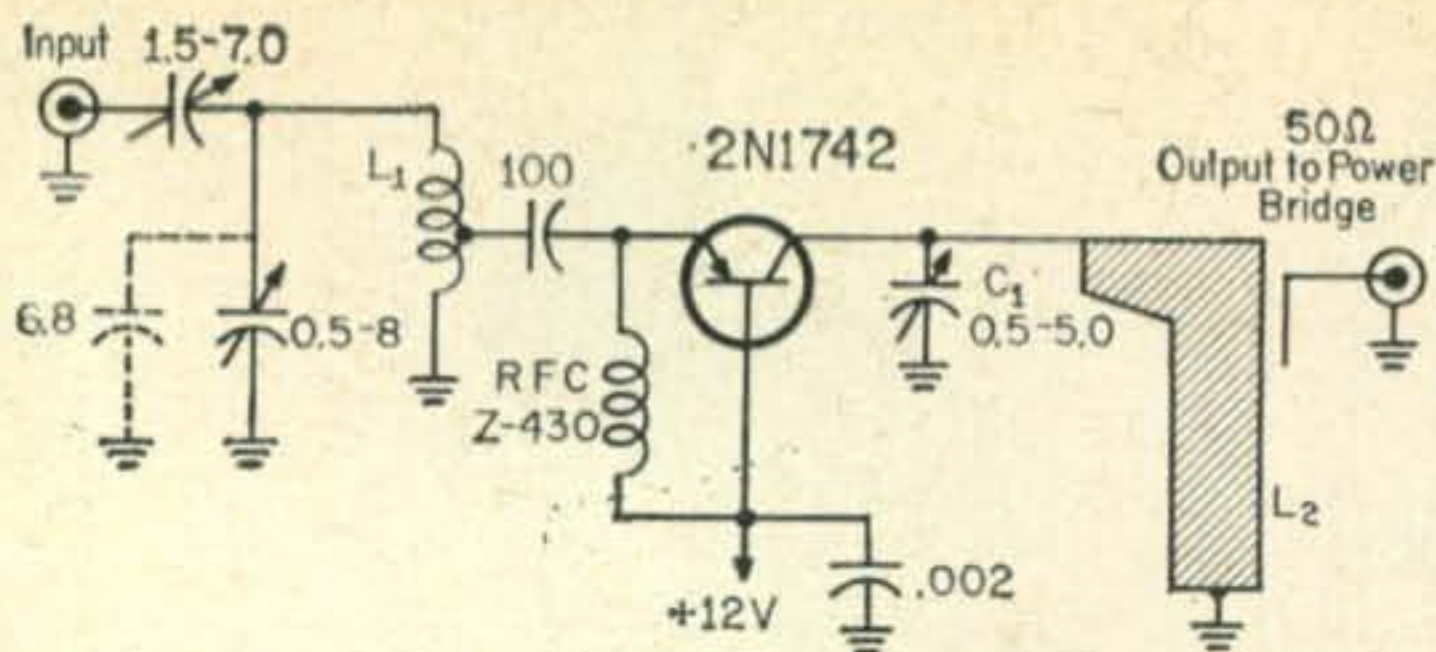 Input
1.5-7.0
L1
100
2N1742
50Ω
Output to Power
Bridge
6.8
0.5-8
RFC
Z-430
C1
0.5-5.0
L2
+12V
.002